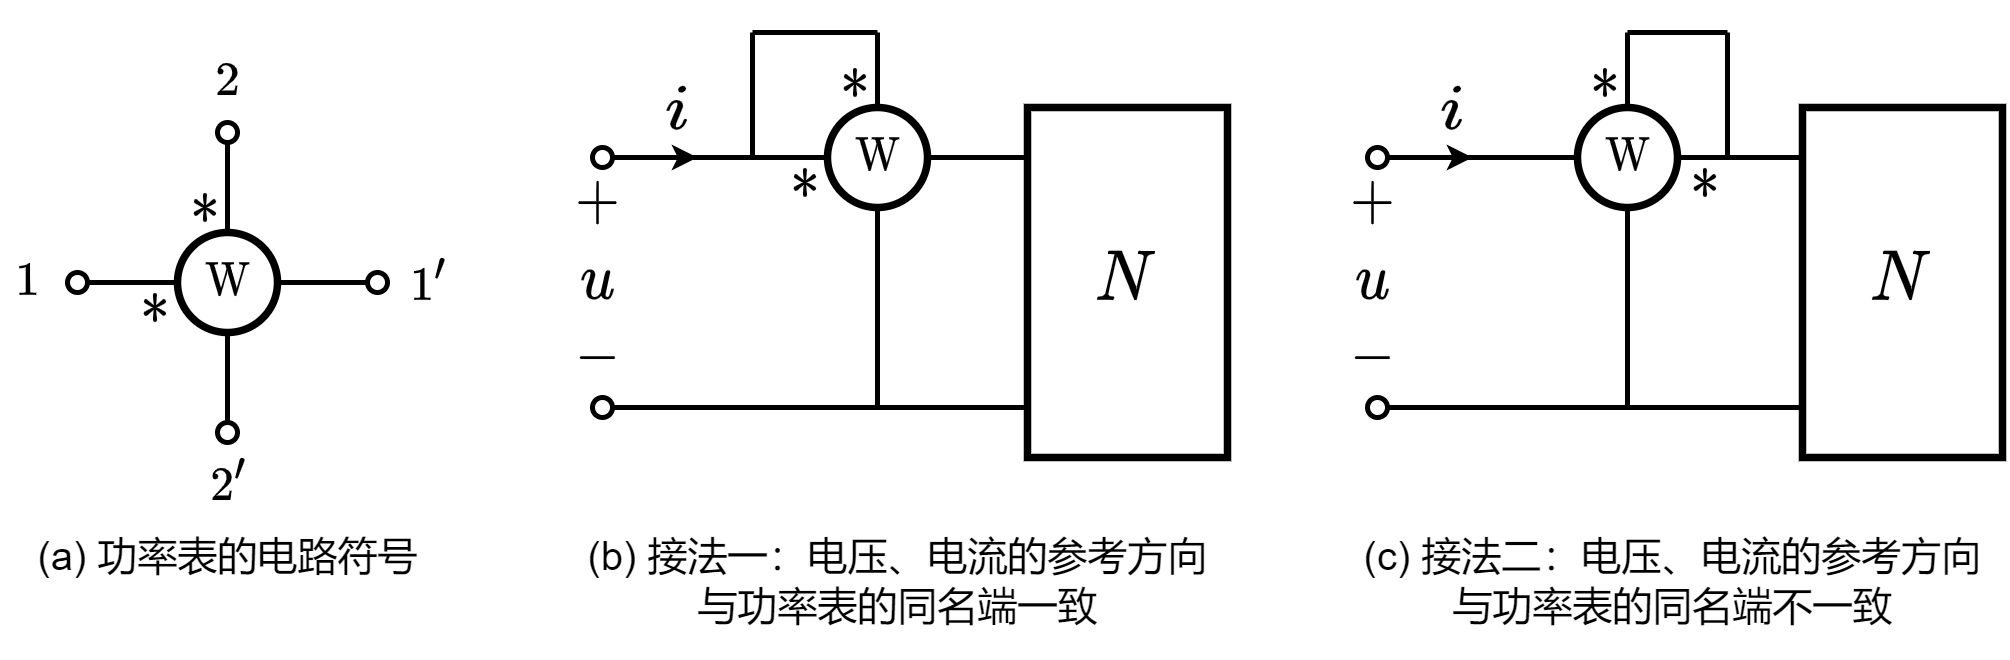 2
*
1 W 1′
*
2′
(a) 功率表的电路符号
i
*
W
*
+
u
−
N
(b) 接法一：电压、电流的参考方向
与功率表的同名端一致
i
*
W
*
+
u
−
N
(c) 接法二：电压、电流的参考方向
与功率表的同名端不一致